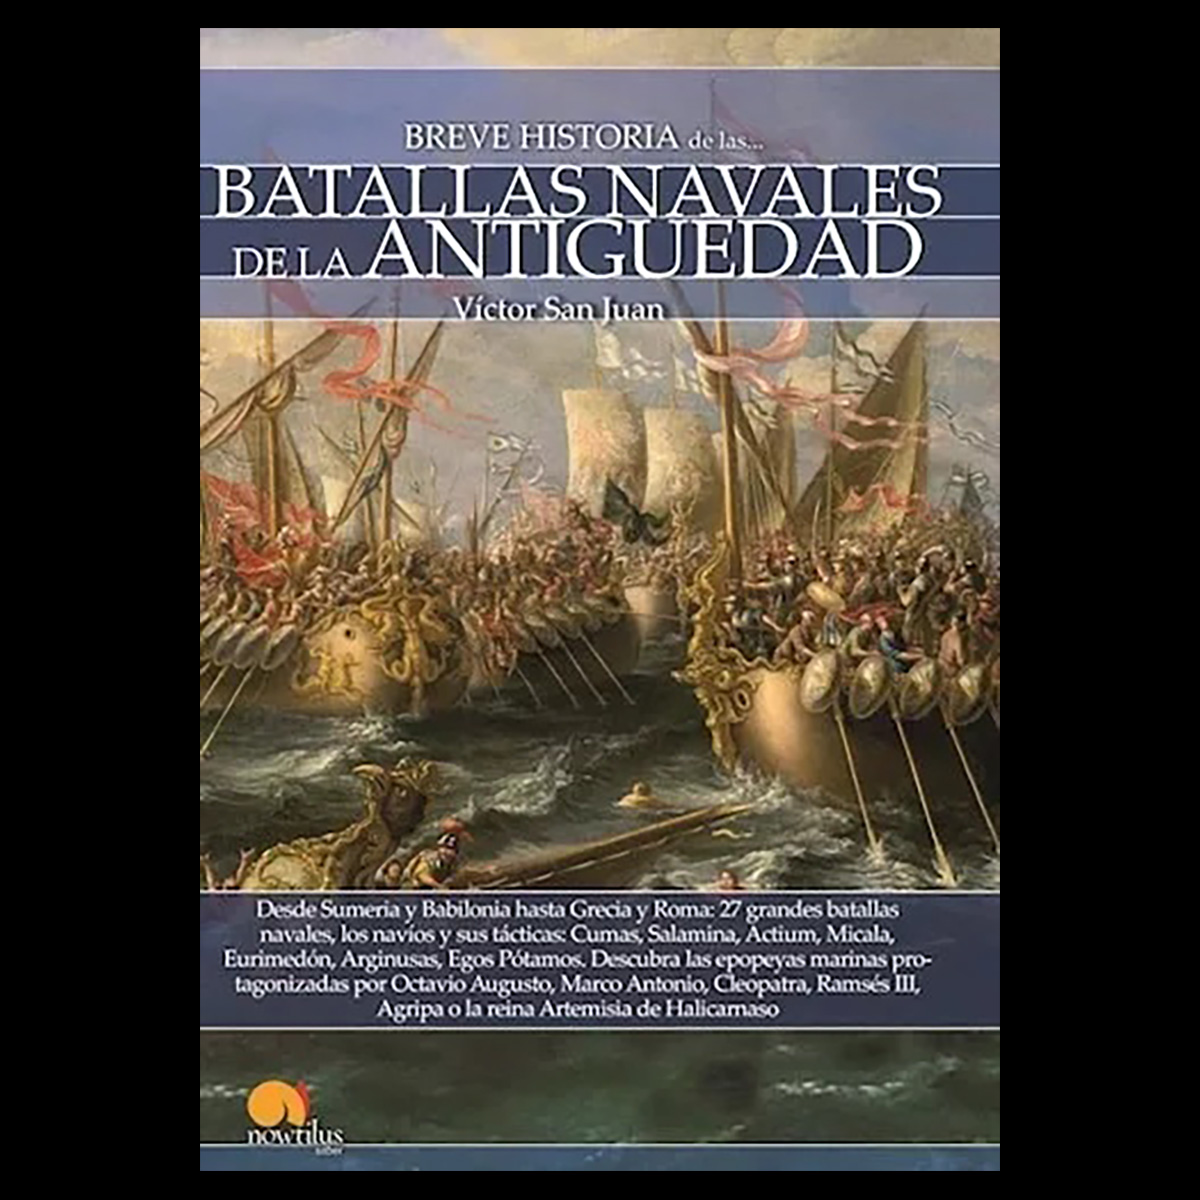 BREVE HISTORIA de las...
BATALLAS NAVALES
DE LA ANTIGUEDAD
Víctor San Juan
Desde Sumeria y Babilonia hasta Grecia y Roma: 27 grandes batallas
navales, los navíos y sus tácticas: Cumas, Salamina, Actium, Micala,
Eurimedón, Arginusas, Egos Pótamos. Descubra las epopeyas marinas pro-
tagonizadas por Octavio Augusto, Marco Antonio, Cleopatra, Ramsés III,
Agripa o la reina Artemisia de Halicarnaso
nowtilus
saber